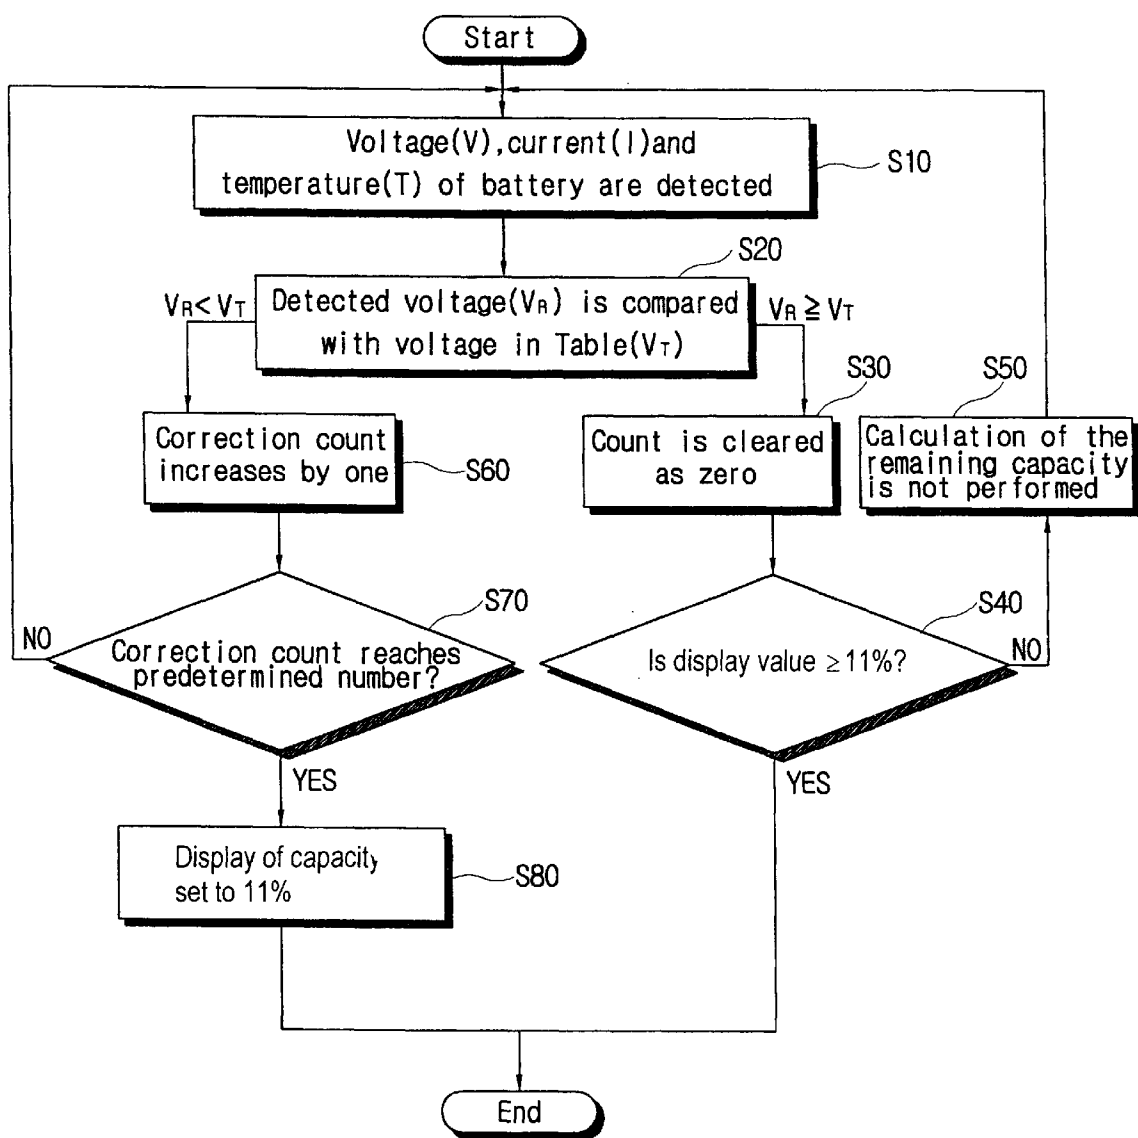 Start
Voltage(V),current(I)and
temperature(T) of battery are detected
S10
S20
VR< VT
Detected voltage(VR) is compared
with voltage in Table(VT)
VR ≧ VT
S30
S50
Correction count
increases by one
S60
Count is cleared
as zero
Calculation of the
remaining capacity
is not performed
S70
S40
NO
Correction count reaches
predetermined number?
Is display value ≥ 11%?
NO
YES
YES
Display of capacity
set to 11%
S80
End